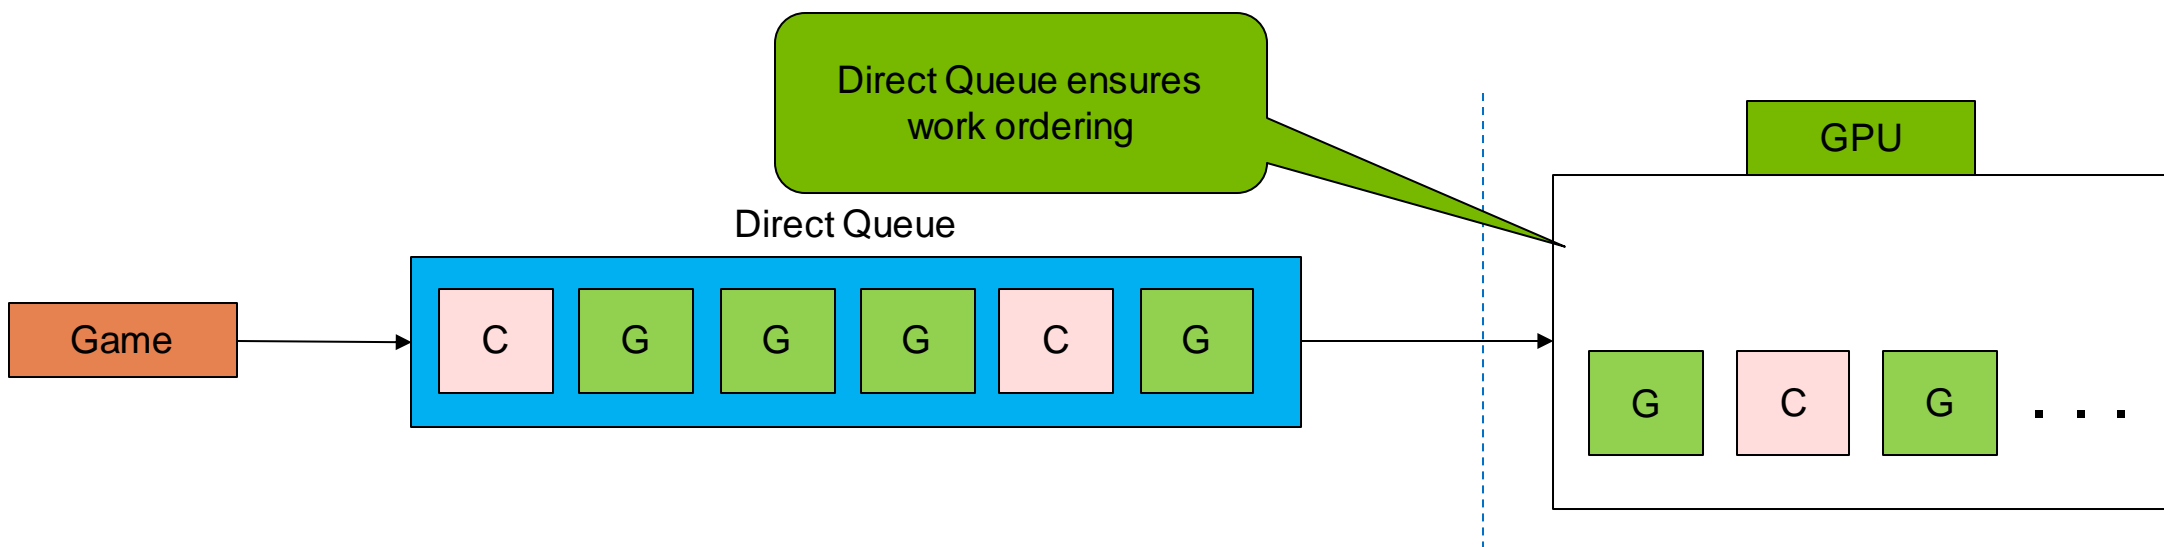 Direct Queue ensures
work ordering
GPU
Direct Queue
Game
C
G
G
G
C
G
G
C
G
. . .